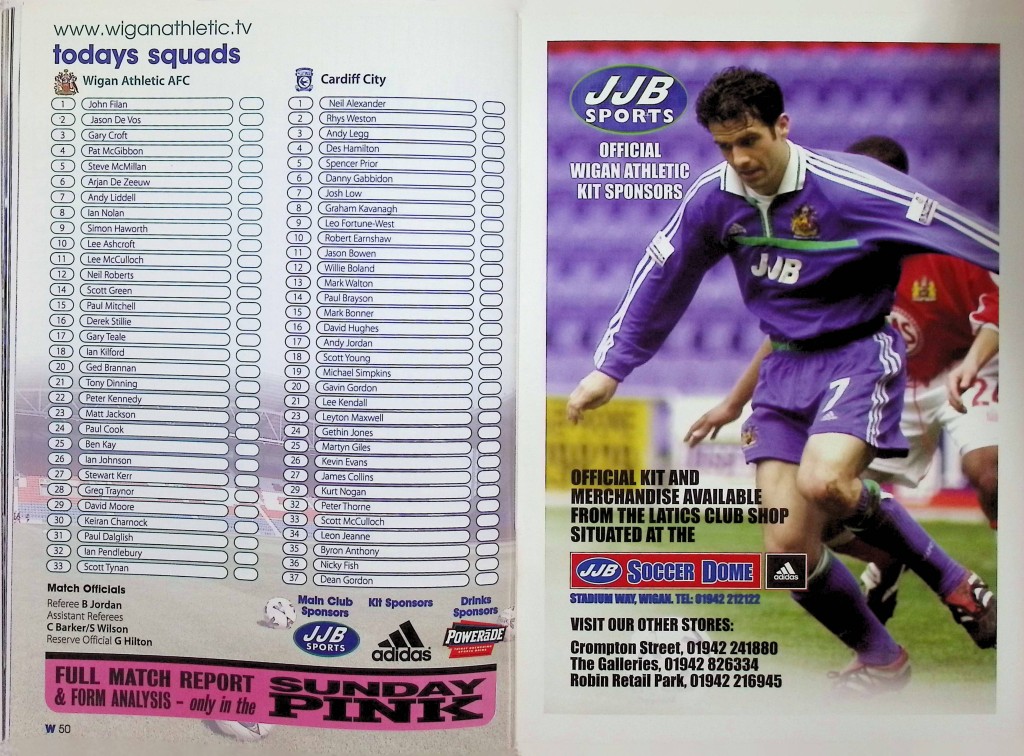 www.wiganathletic.tv
todays squads
Wigan Athletic AFC
1 John Filan
2 Jason De Vos
3 Gary Croft
4 Pat McGibbon
5 Steve McMillan
6 Arjan De Zeeuw
7 Andy Liddell
8 Ian Nolan
9 Simon Haworth
10 Lee Ashcroft
11 Lee McCulloch
12 Neil Roberts
14 Scott Green
15 Paul Mitchell
16 Derek Stillie
17 Gary Teale
18 Ian Kilford
20 Ged Brannan
21 Tony Dinning
22 Peter Kennedy
23 Matt Jackson
24 Paul Cook
25 Ben Kay
26 Ian Johnson
27 Stewart Kerr
28 Greg Traynor
29 David Moore
30 Keiran Charnock
31 Paul Dalglish
32 Ian Pendlebury
33 Scott Tynan
Cardiff City
1 Neil Alexander
2 Rhys Weston
3 Andy Legg
4 Des Hamilton
5 Spencer Prior
6 Danny Gabbidon
7 Josh Low
8 Graham Kavanagh
9 Leo Fortune-West
10 Robert Earnshaw
11 Jason Bowen
12 Willie Boland
13 Mark Walton
14 Paul Brayson
15 Mark Bonner
16 David Hughes
17 Andy Jordan
18 Scott Young
19 Michael Simpkins
20 Gavin Gordon
21 Lee Kendall
23 Leyton Maxwell
24 Gethin Jones
25 Martyn Giles
26 Kevin Evans
27 James Collins
29 Kurt Nogan
32 Peter Thorne
33 Scott McCulloch
34 Leon Jeanne
35 Byron Anthony
36 Nicky Fish
37 Dean Gordon
Match Officials
Referee B Jordan
Assistant Referees
C Barker/S Wilson
Reserve Official G Hilton
Main Club
Sponsors
JJB
SPORTS
Kit Sponsors
adidas
Drinks
Sponsors
POWERADE
FULL MATCH REPORT
& FORM ANALYSIS - only in the
SUNDAY
PINK
W 50
JJB
SPORTS
OFFICIAL
WIGAN ATHLETIC
KIT SPONSORS
JJB
7
OFFICIAL KIT AND
MERCHANDISE AVAILABLE
FROM THE LATICS CLUB SHOP
SITUATED AT THE
JJB SOCCER DOME adidas
STADIUM WAY, WIGAN. TEL: 01942 212122
VISIT OUR OTHER STORES:
Crompton Street, 01942 241880
The Galleries, 01942 826334
Robin Retail Park, 01942 216945